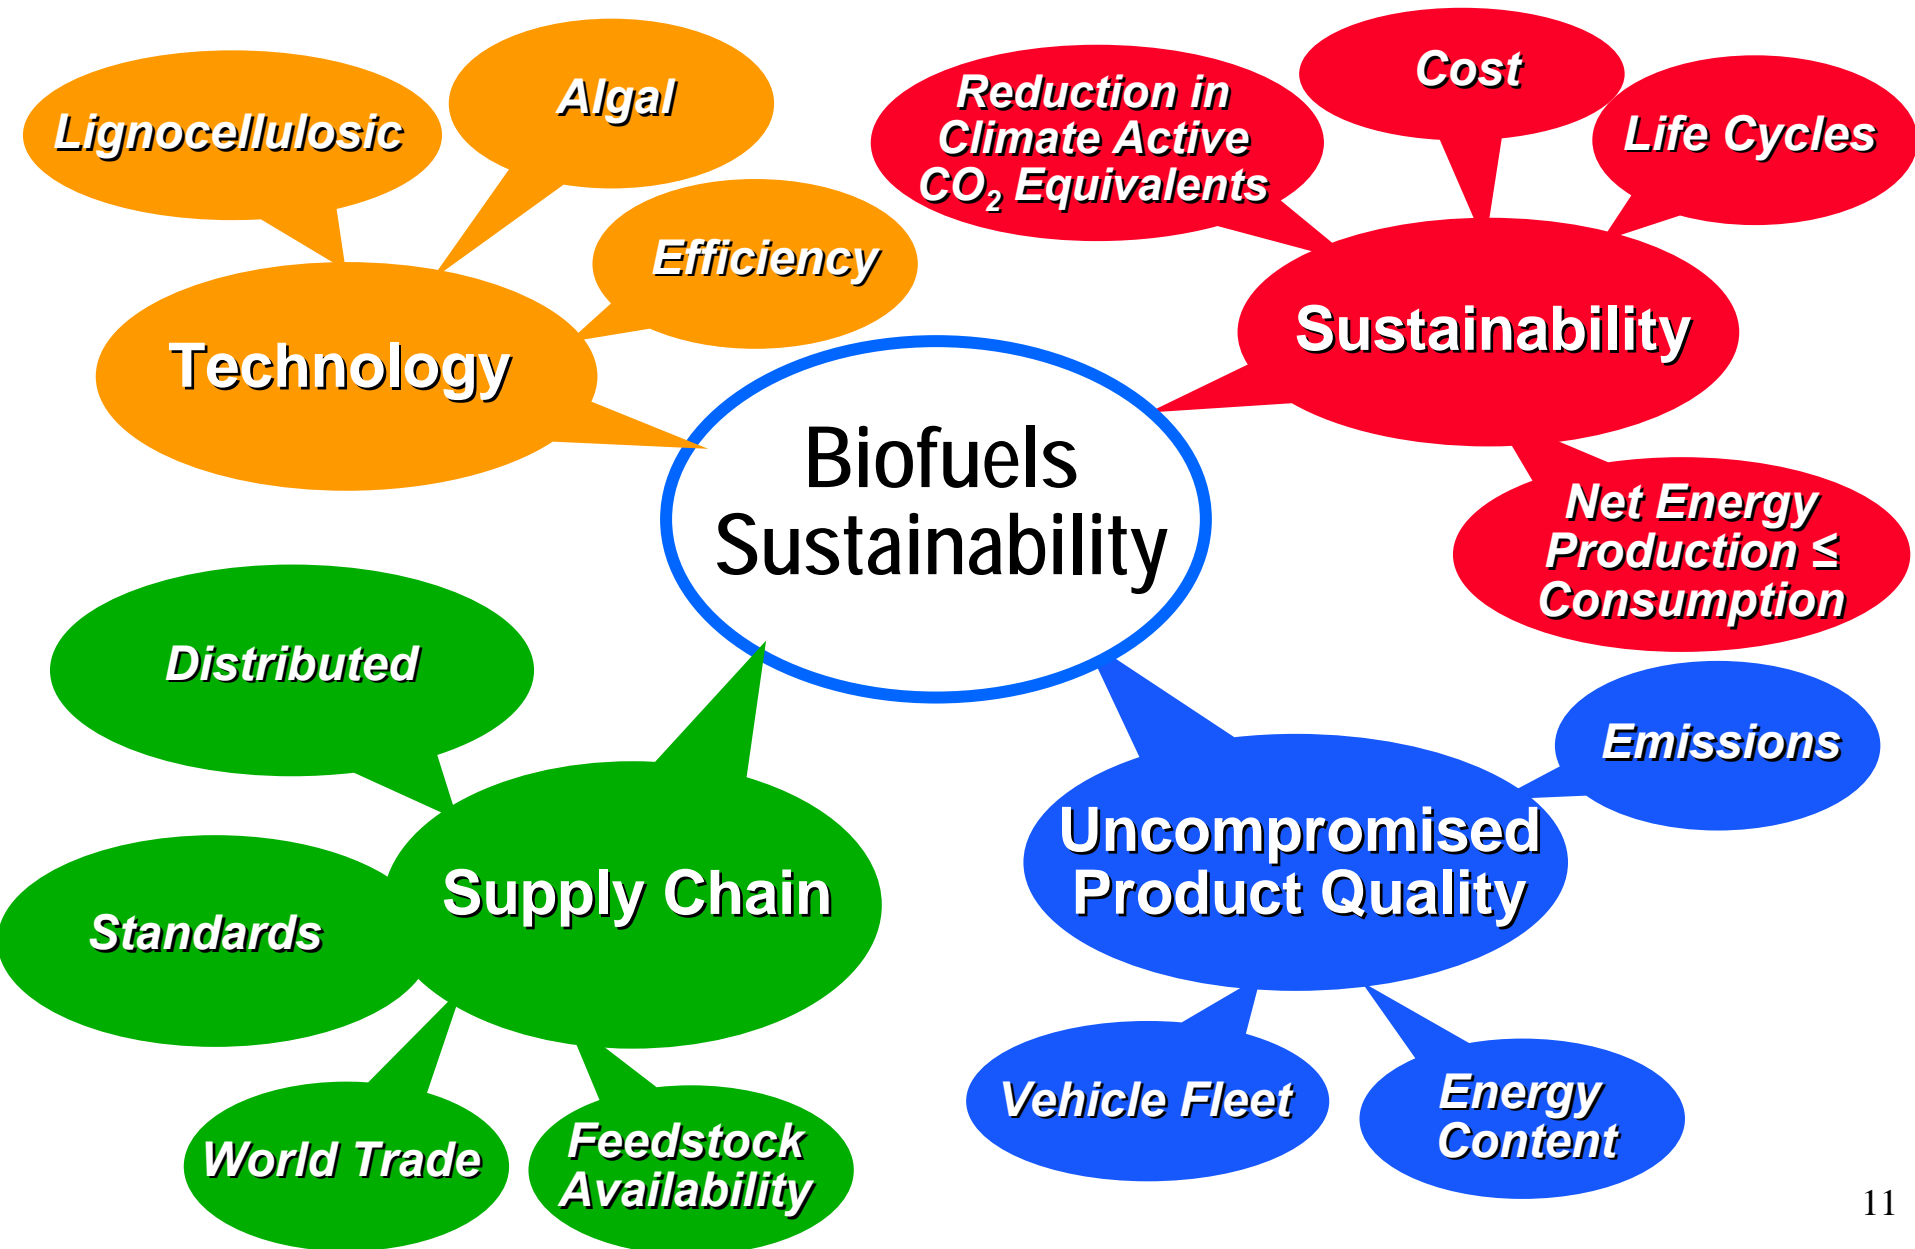 Lignocellulosic
Algal
Efficiency
Technology
Reduction in
Climate Active
CO₂ Equivalents
Cost
Life Cycles
Sustainability
Net Energy
Production ≤
Consumption
Biofuels
Sustainability
Distributed
Standards
Supply Chain
World Trade
Feedstock
Availability
Emissions
Uncompromised
Product Quality
Vehicle Fleet
Energy
Content
11